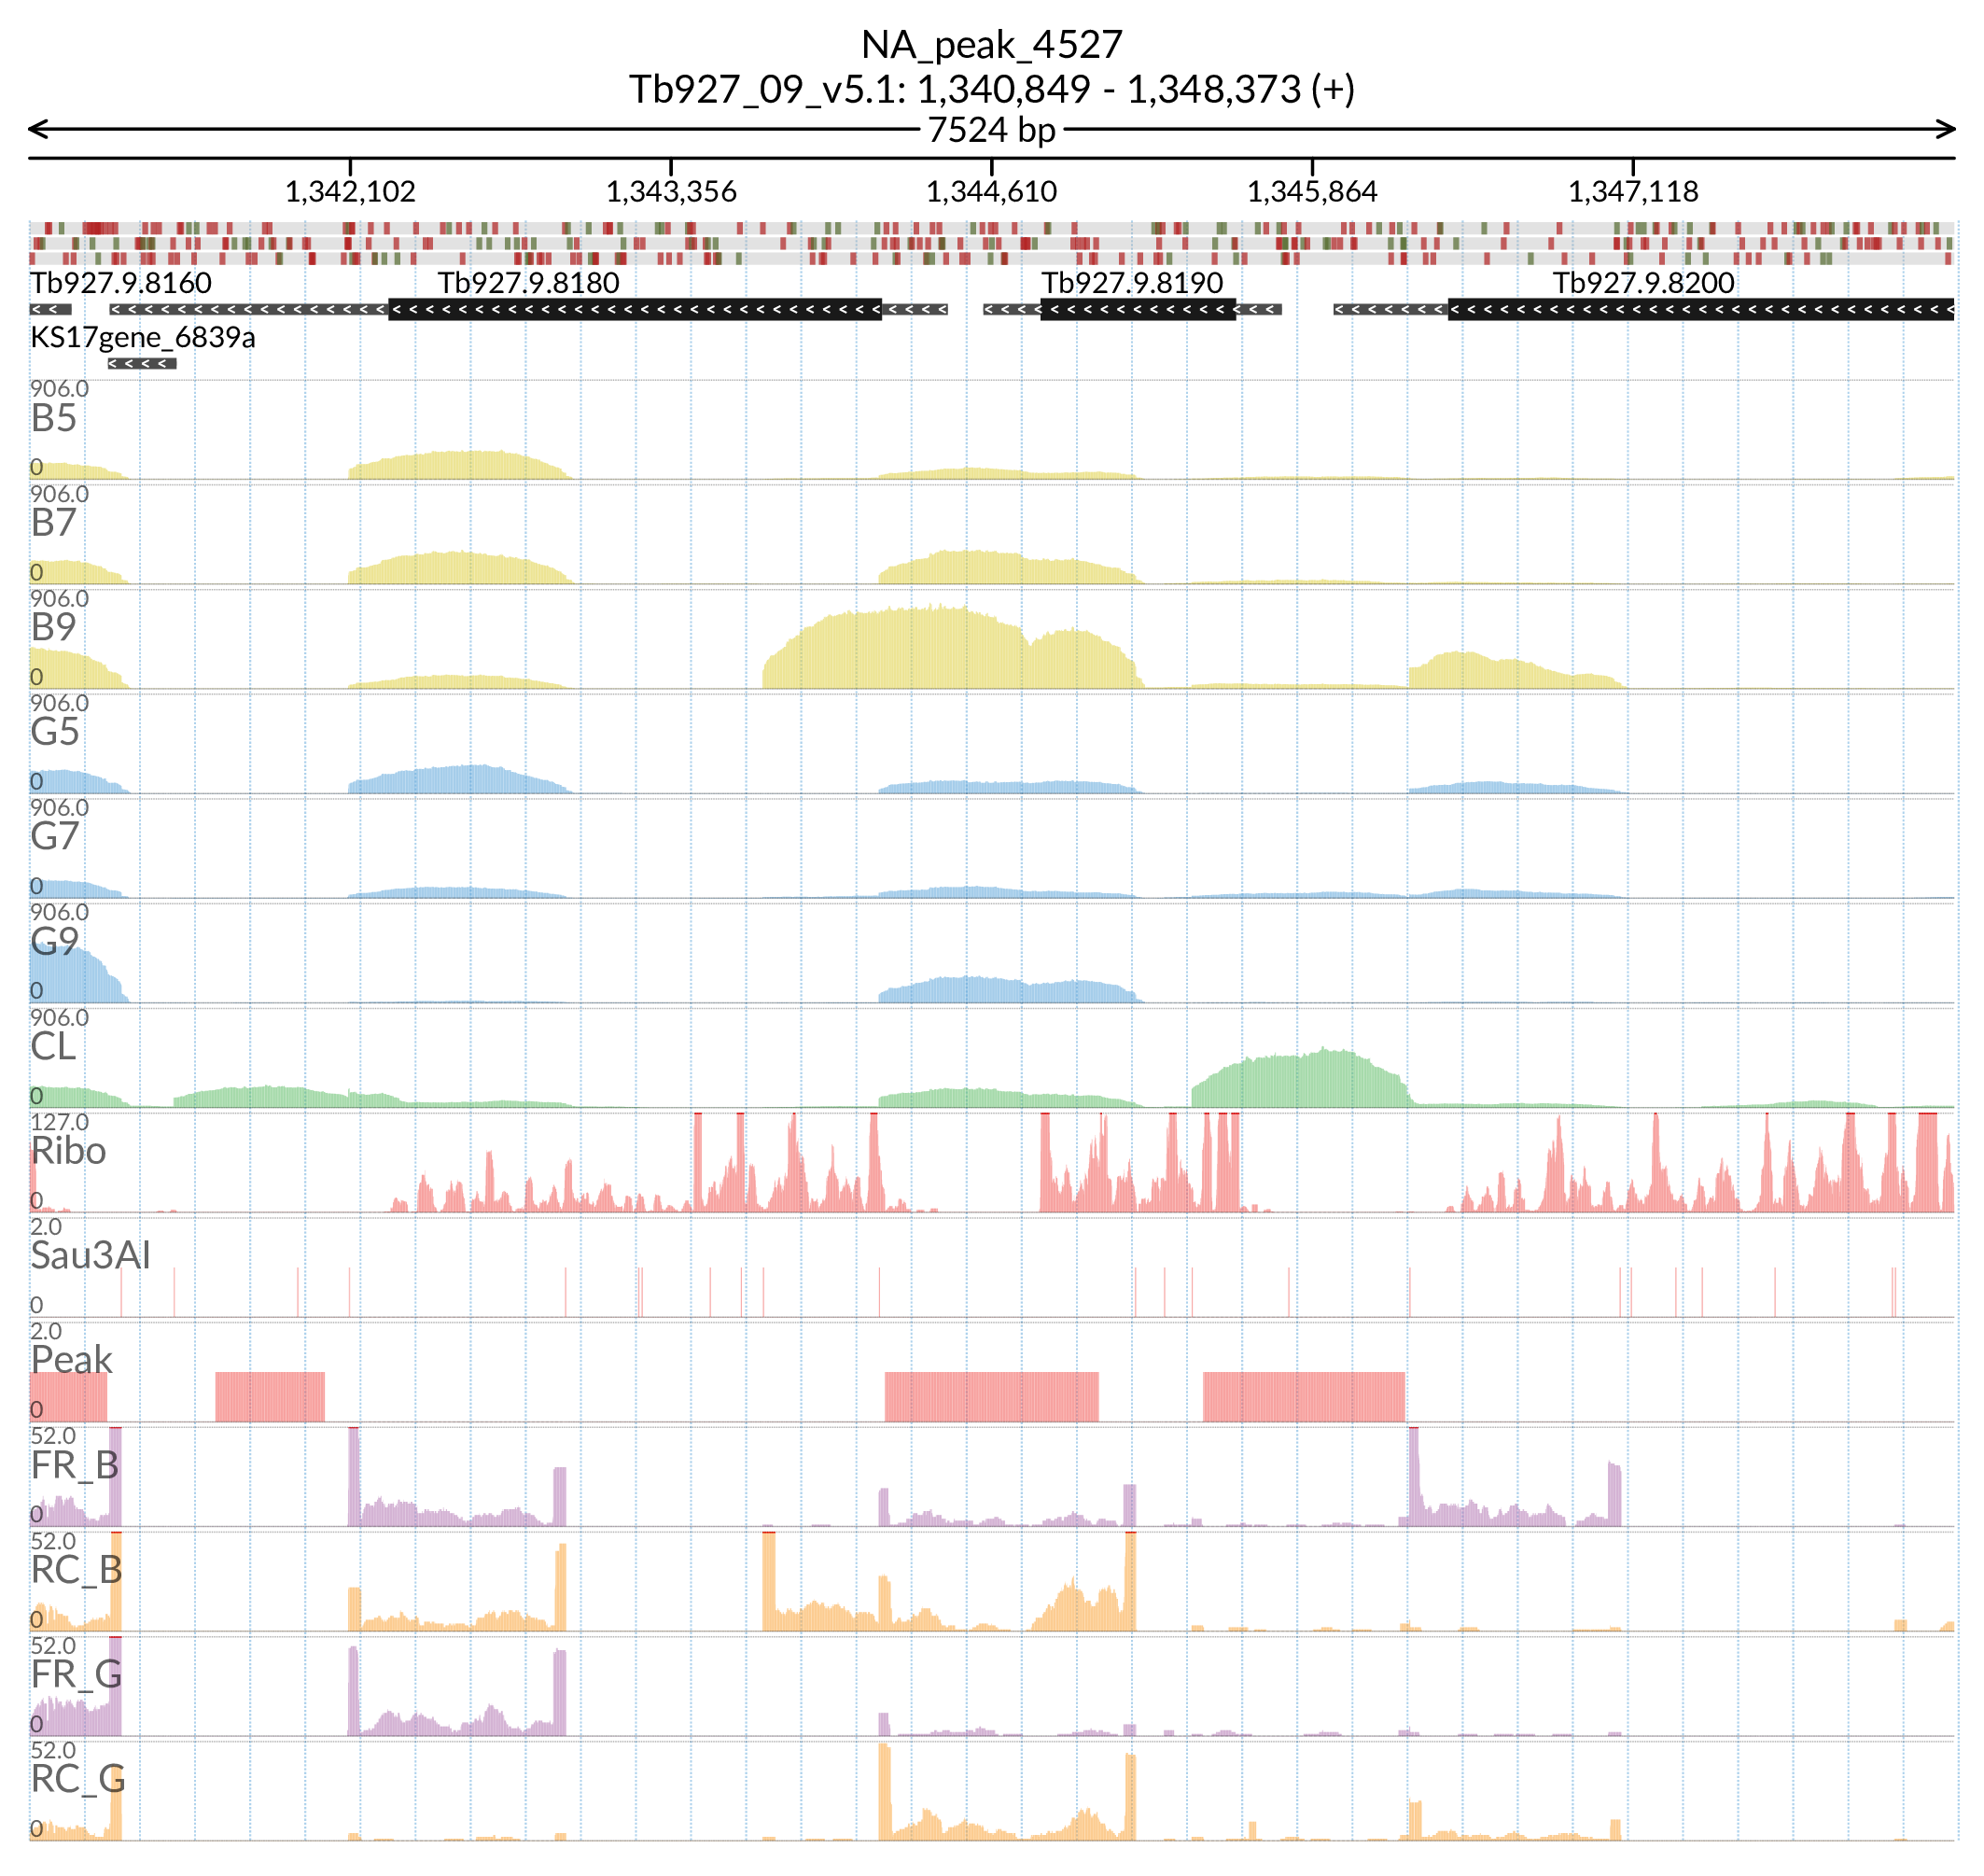 NA_peak_4527
Tb927_09_v5.1: 1,340,849 - 1,348,373 (+)
7524 bp
1,342,102 1,343,356 1,344,610 1,345,864 1,347,118
Tb927.9.8160 Tb927.9.8180 Tb927.9.8190 Tb927.9.8200
KS17gene_6839a
906.0
B5
0
906.0
B7
0
906.0
B9
0
906.0
G5
0
906.0
G7
0
906.0
G9
0
906.0
CL
0
127.0
Ribo
0
2.0
Sau3AI
0
2.0
Peak
0
52.0
FR_B
0
52.0
RC_B
0
52.0
FR_G
0
52.0
RC_G
0